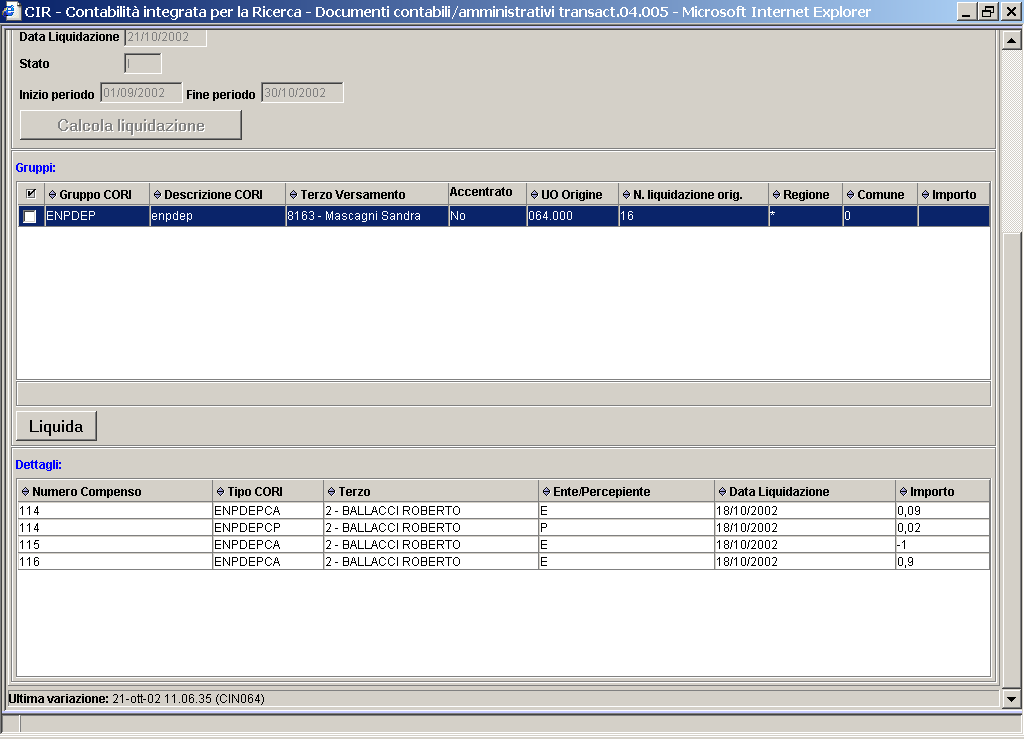 CIR - Contabilità integrata per la Ricerca - Documenti contabili/amministrativi transact.04.005 - Microsoft Internet Explorer
Data Liquidazione 21/10/2002
Stato I
Inizio periodo 01/09/2002 Fine periodo 30/10/2002
Calcola liquidazione
Gruppi:
Gruppo CORI Descrizione CORI Terzo Versamento Accentrato UO Origine N. liquidazione orig. Regione Comune Importo
ENPDEP enpdep 8163 - Mascagni Sandra No 064.000 16 * 0
Liquida
Dettagli:
Numero Compenso Tipo CORI Terzo Ente/Percepiente Data Liquidazione Importo
114 ENPDEPCA 2 - BALLACCI ROBERTO E 18/10/2002 0,09
114 ENPDEPCP 2 - BALLACCI ROBERTO P 18/10/2002 0,02
115 ENPDEPCA 2 - BALLACCI ROBERTO E 18/10/2002 -1
116 ENPDEPCA 2 - BALLACCI ROBERTO E 18/10/2002 0,9
Ultima variazione: 21-ott-02 11.06.35 (CIN064)